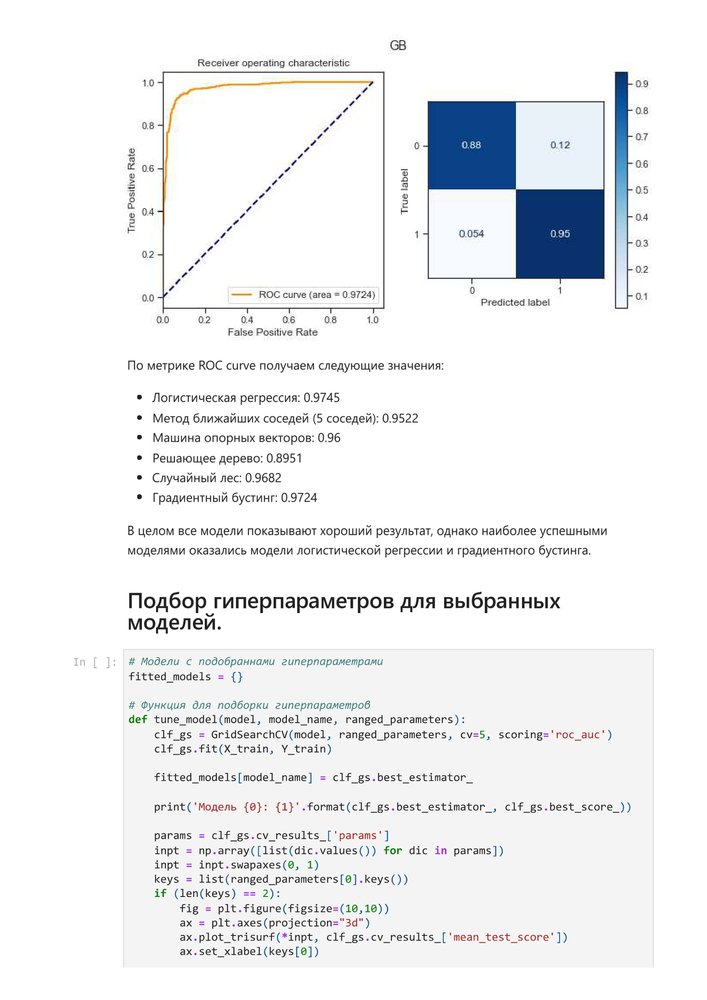 GB
Receiver operating characteristic
1.0
0.8
0.6
0.4
0.2
0.0
True Positive Rate
0.0 0.2 0.4 0.6 0.8 1.0
False Positive Rate
ROC curve (area = 0.9724)
True label
0
1
0.88 0.12
0.054 0.95
0 1
Predicted label
0.9
0.8
0.7
0.6
0.5
0.4
0.3
0.2
0.1
По метрике ROC curve получаем следующие значения:
• Логистическая регрессия: 0.9745
• Метод ближайших соседей (5 соседей): 0.9522
• Машина опорных векторов: 0.96
• Решающее дерево: 0.8951
• Случайный лес: 0.9682
• Градиентный бустинг: 0.9724
В целом все модели показывают хороший результат, однако наиболее успешными
моделями оказались модели логистической регрессии и градиентного бустинга.
Подбор гиперпараметров для выбранных
моделей.
In [ ]:
# Модели с подобраннами гиперпараметрами
fitted_models = {}
# Функция для подборки гиперпараметров
def tune_model(model, model_name, ranged_parameters):
    clf_gs = GridSearchCV(model, ranged_parameters, cv=5, scoring='roc_auc')
    clf_gs.fit(X_train, Y_train)
    fitted_models[model_name] = clf_gs.best_estimator_
    print('Модель {0}: {1}'.format(clf_gs.best_estimator_, clf_gs.best_score_))
    params = clf_gs.cv_results_['params']
    inpt = np.array([list(dic.values()) for dic in params])
    inpt = inpt.swapaxes(0, 1)
    keys = list(ranged_parameters[0].keys())
    if (len(keys) == 2):
        fig = plt.figure(figsize=(10,10))
        ax = plt.axes(projection="3d")
        ax.plot_trisurf(*inpt, clf_gs.cv_results_['mean_test_score'])
        ax.set_xlabel(keys[0])